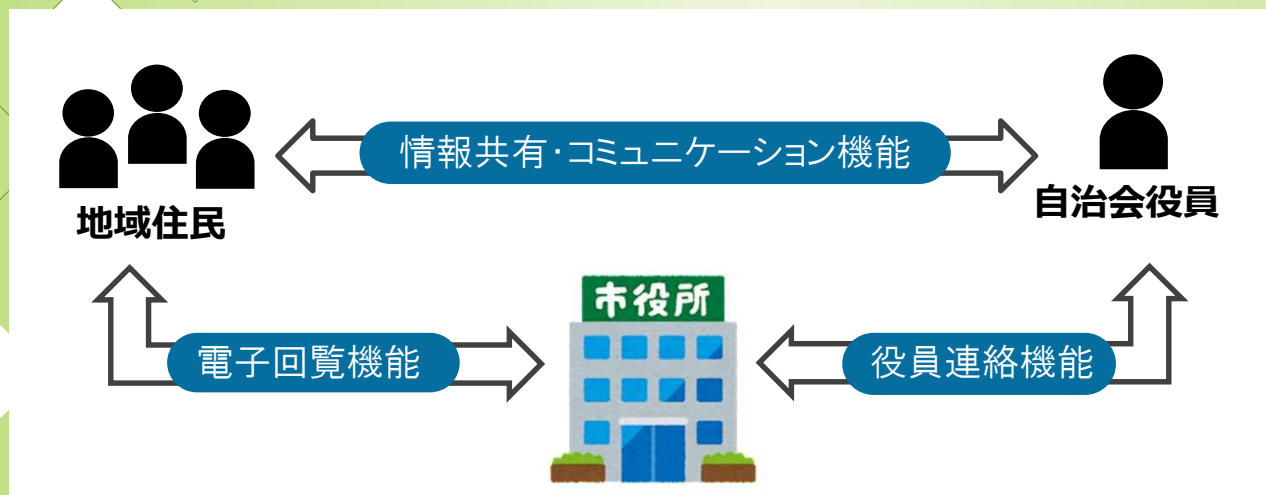 情報共有・コミュニケーション機能
地域住民
自治会役員
市役所
電子回覧機能
役員連絡機能